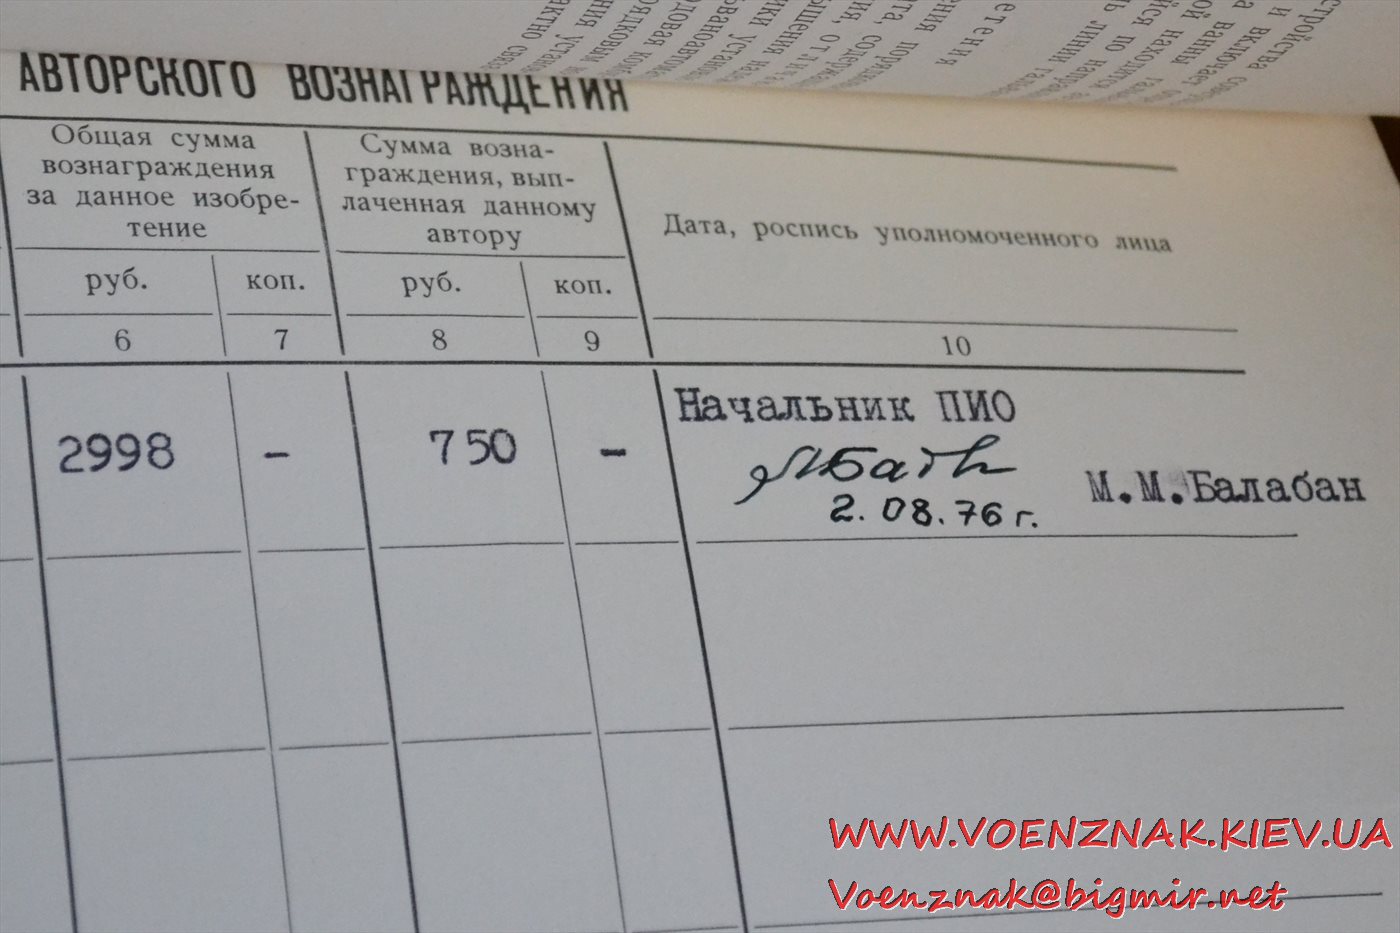 АВТОРСКОГО ВОЗНАГРАЖДЕНИЯ
Общая сумма
вознаграждения
за данное изобре-
тение
Сумма возна-
граждения, вып-
лаченная данному
автору
Дата, роспись уполномоченного лица
руб.
коп.
руб.
коп.
6
7
8
9
10
2998
-
750
-
Начальник ПИО
М.М.Балабан
2.08.76 г.
WWW.VOENZNAK.KIEV.UA
Voenznak@bigmir.net